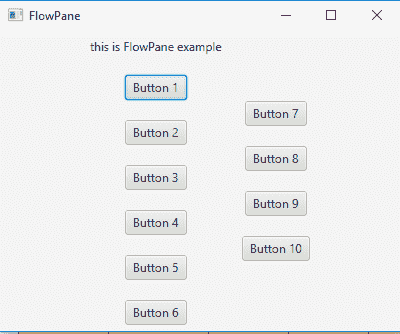 FlowPane
this is FlowPane example
Button 1
Button 2
Button 3
Button 4
Button 5
Button 6
Button 7
Button 8
Button 9
Button 10